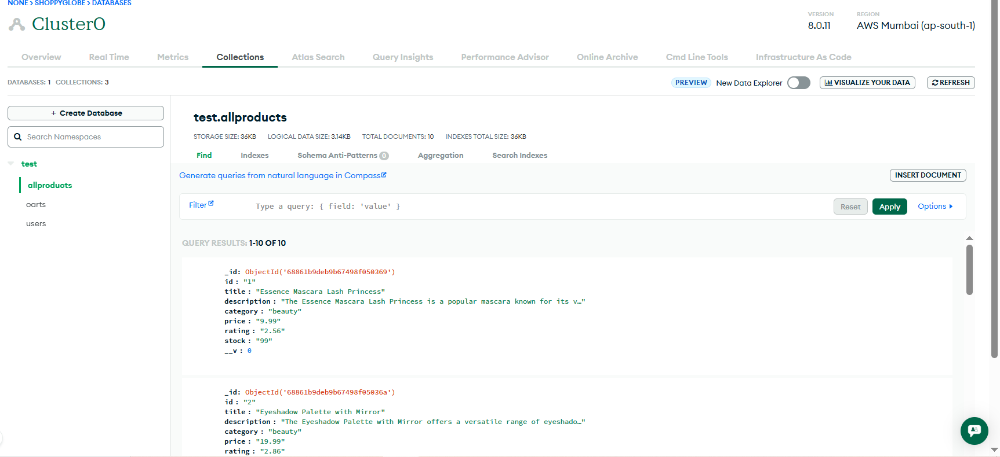 NONE > SHOPPYGLOBE > DATABASES
Cluster0
VERSION
8.0.11
REGION
AWS Mumbai (ap-south-1)
Overview Real Time Metrics Collections Atlas Search Query Insights Performance Advisor Online Archive Cmd Line Tools Infrastructure As Code
DATABASES: 1 COLLECTIONS: 3
PREVIEW New Data Explorer VISUALIZE YOUR DATA REFRESH
+ Create Database
Search Namespaces
test
allproducts
carts
users
test.allproducts
STORAGE SIZE: 36KB LOGICAL DATA SIZE: 3.14KB TOTAL DOCUMENTS: 10 INDEXES TOTAL SIZE: 36KB
Find Indexes Schema Anti-Patterns 0 Aggregation Search Indexes
Generate queries from natural language in Compass
INSERT DOCUMENT
Filter Type a query: { field: 'value' } Reset Apply Options
QUERY RESULTS: 1-10 OF 10
_id: ObjectId('68861b9deb9b67498f050369')
id : "1"
title : "Essence Mascara Lash Princess"
description : "The Essence Mascara Lash Princess is a popular mascara known for its v…"
category : "beauty"
price : "9.99"
rating : "2.56"
stock : "99"
__v : 0
_id: ObjectId('68861b9deb9b67498f05036a')
id : "2"
title : "Eyeshadow Palette with Mirror"
description : "The Eyeshadow Palette with Mirror offers a versatile range of eyeshado…"
category : "beauty"
price : "19.99"
rating : "2.86"